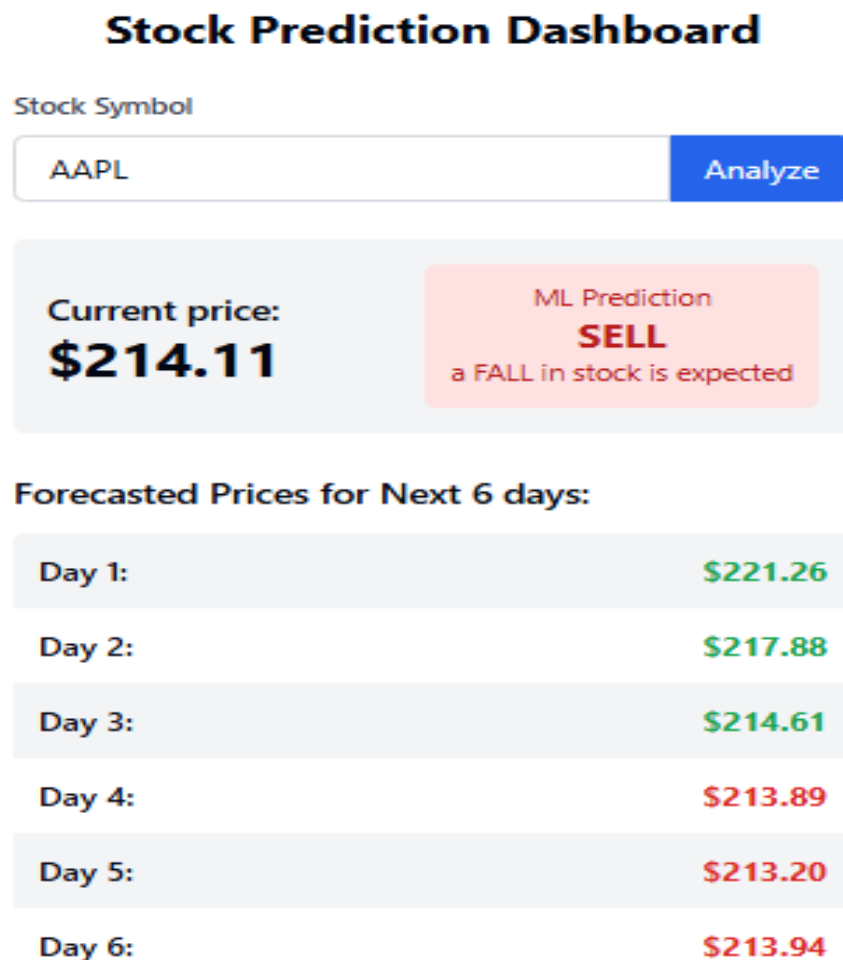 Stock Prediction Dashboard
Stock Symbol
AAPL
Analyze
Current price:
$214.11
ML Prediction
SELL
a FALL in stock is expected
Forecasted Prices for Next 6 days:
Day 1: $221.26
Day 2: $217.88
Day 3: $214.61
Day 4: $213.89
Day 5: $213.20
Day 6: $213.94